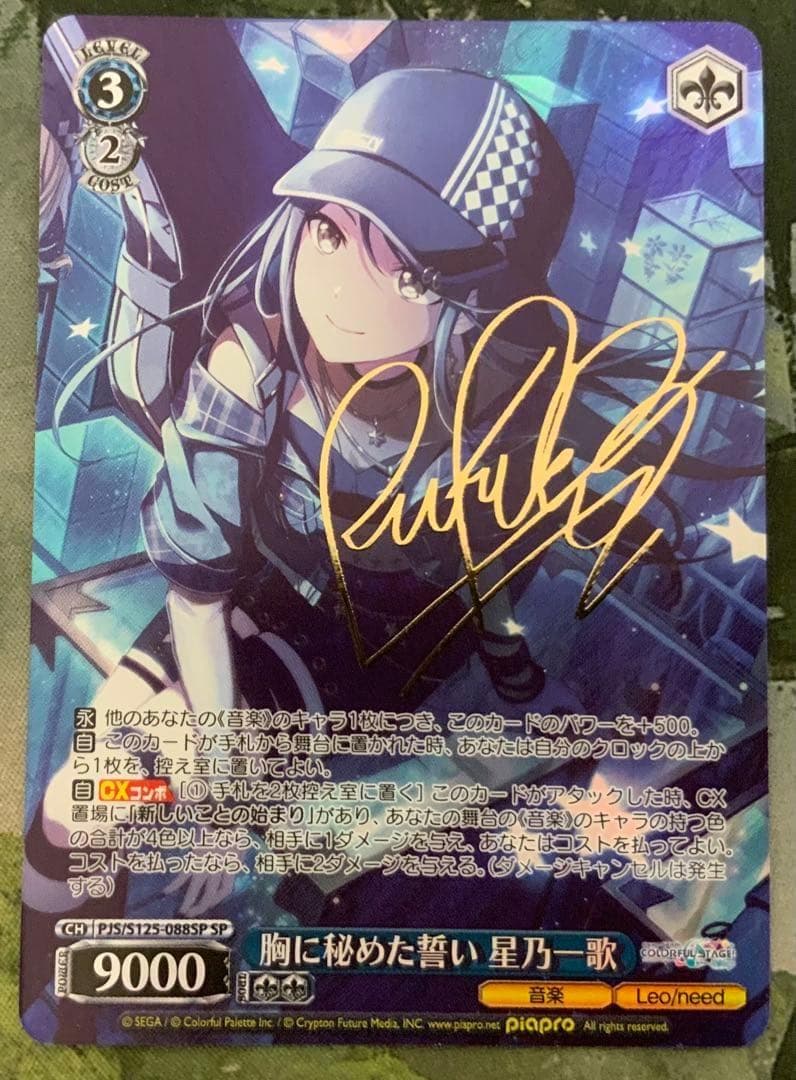 LEVEL
3
2
COST
永 他のあなたの《音楽》のキャラ1枚につき、このカードのパワーを+500。
自 このカードが手札から舞台に置かれた時、あなたは自分のクロックの上か
ら1枚を、控え室に置いてよい。
自 CXコンボ [① 手札を2枚控え室に置く] このカードがアタックした時、CX
置場に「新しいことの始まり」があり、あなたの舞台の《音楽》のキャラの持つ色
の合計が4色以上なら、相手に1ダメージを与え、あなたはコストを払ってよい。
コストを払ったなら、相手に2ダメージを与える。(ダメージキャンセルは発生
する)
CH PJS/S125-088SP SP
POWER 9000 SOUL 胸に秘めた誓い 星乃一歌 COLORFUL STAGE!
音楽 Leo/need
© SEGA / © Colorful Palette Inc. / © Crypton Future Media, INC. www.piapro.net piapro All rights reserved.